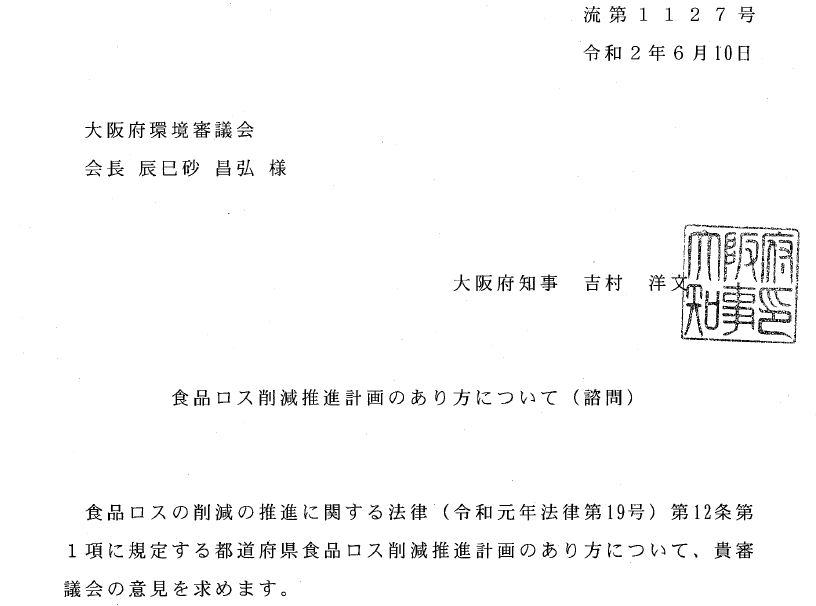 流第１１２７号
令和２年６月10日
大阪府環境審議会
会長 辰巳砂 昌弘 様
大阪府知事 吉村 洋文
大阪府知事印
食品ロス削減推進計画のあり方について（諮問）
食品ロスの削減の推進に関する法律（令和元年法律第19号）第12条第
１項に規定する都道府県食品ロス削減推進計画のあり方について、貴審
議会の意見を求めます。